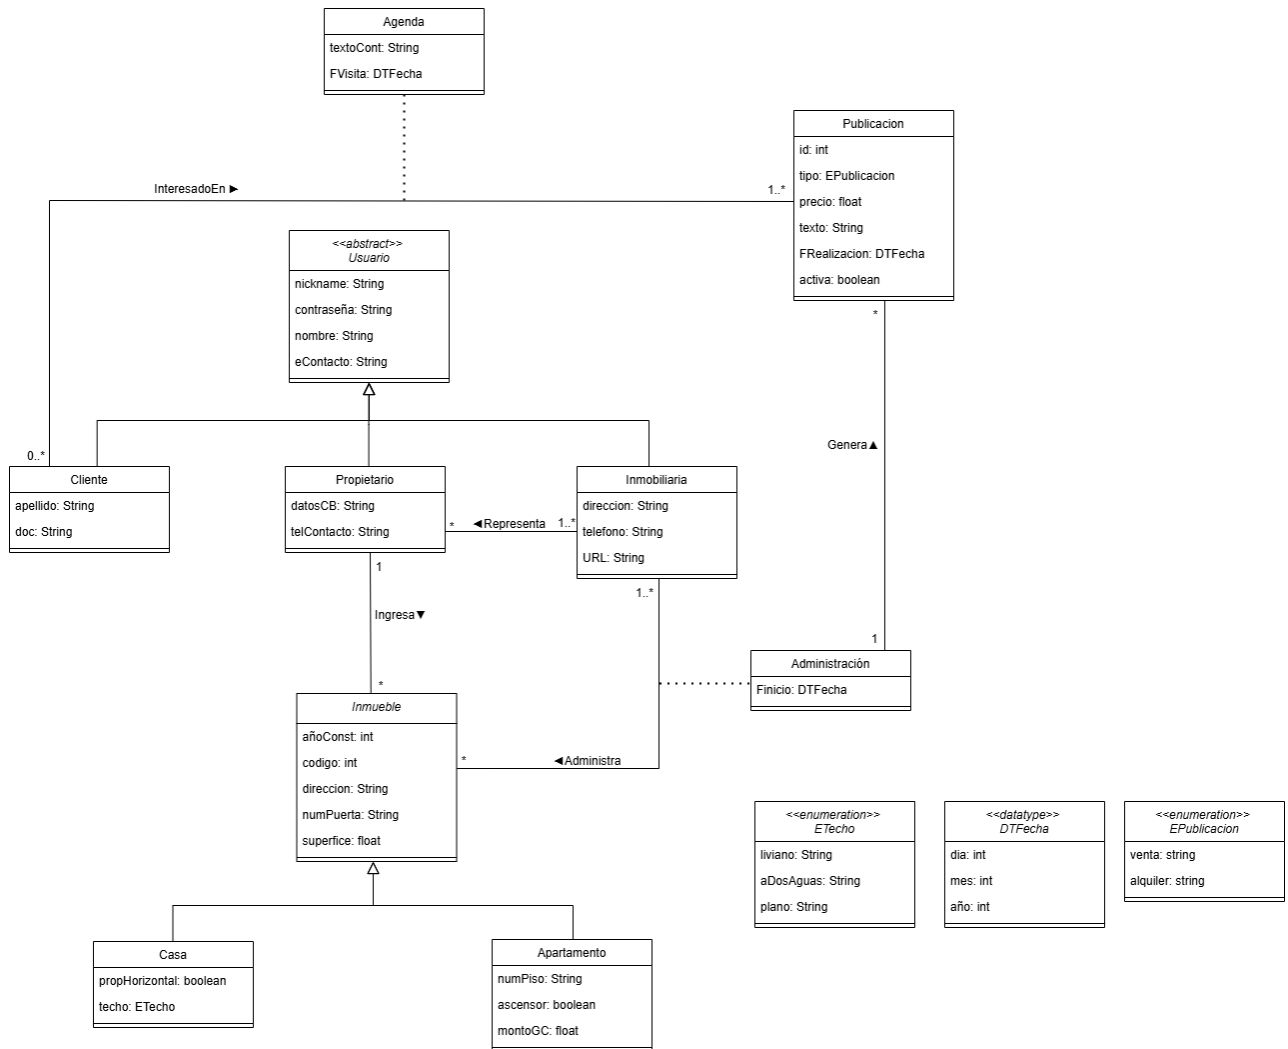 Agenda
textoCont: String
FVisita: DTFecha
Publicacion
id: int
tipo: EPublicacion
precio: float
texto: String
FRealizacion: DTFecha
activa: boolean
InteresadoEn ►
1..*
<<abstract>>
Usuario
nickname: String
contraseña: String
nombre: String
eContacto: String
*
Genera▲
1
0..*
Cliente
apellido: String
doc: String
Propietario
datosCB: String
telContacto: String
*
◄Representa
1..*
Inmobiliaria
direccion: String
telefono: String
URL: String
1
Ingresa▼
*
1..*
Administración
Finicio: DTFecha
Inmueble
añoConst: int
codigo: int
direccion: String
numPuerta: String
superfice: float
*
◄Administra
<<enumeration>>
ETecho
liviano: String
aDosAguas: String
plano: String
<<datatype>>
DTFecha
dia: int
mes: int
año: int
<<enumeration>>
EPublicacion
venta: string
alquiler: string
Casa
propHorizontal: boolean
techo: ETecho
Apartamento
numPiso: String
ascensor: boolean
montoGC: float